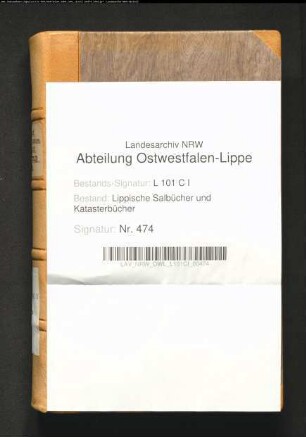 Landesarchiv NRW
Abteilung Ostwestfalen-Lippe
Bestands-Signatur: L 101 C I
Bestand: Lippische Salbücher und
Katasterbücher
Signatur: Nr. 474